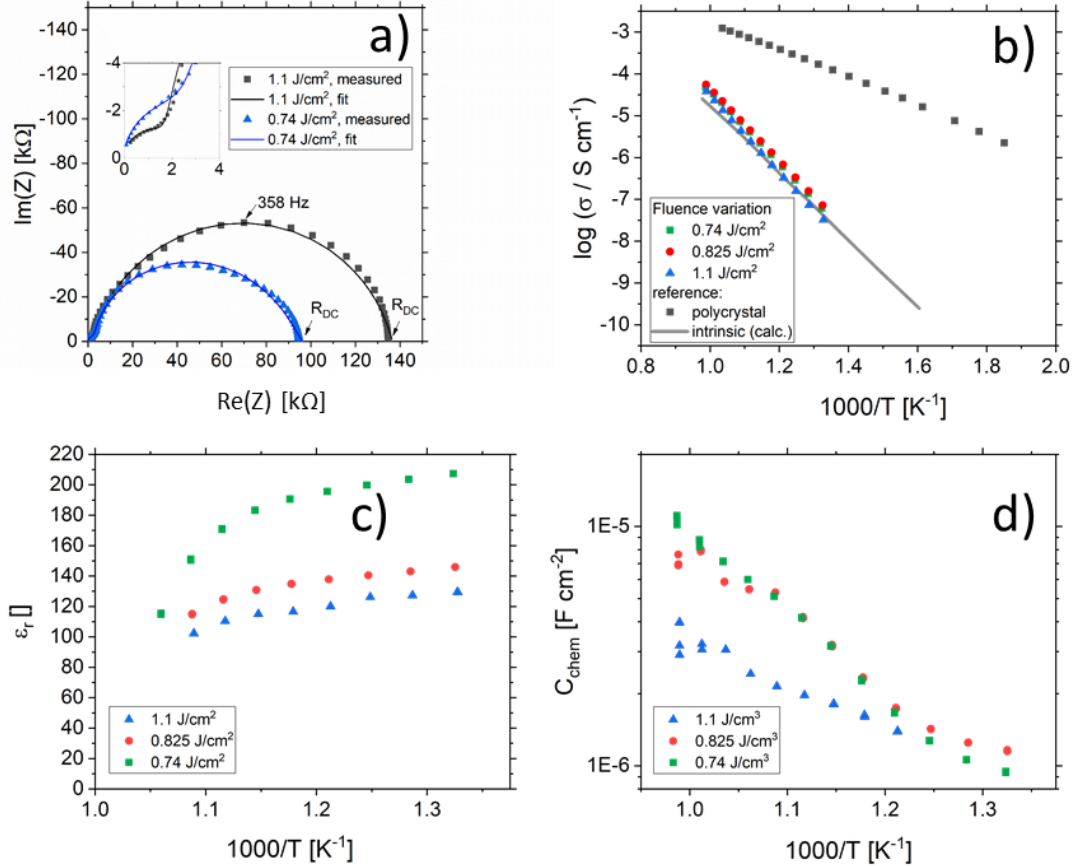 a)
-140
-120
-100
-80
-60
-40
-20
0
Im(Z) [kΩ]
-4
-2
0
0 2 4
1.1 J/cm², measured
1.1 J/cm², fit
0.74 J/cm², measured
0.74 J/cm², fit
358 Hz
R_DC
R_DC
0 20 40 60 80 100 120 140 160
Re(Z) [kΩ]
b)
-3
-4
-5
-6
-7
-8
-9
-10
log (σ / S cm⁻¹)
Fluence variation
0.74 J/cm²
0.825 J/cm²
1.1 J/cm²
reference:
polycrystal
intrinsic (calc.)
0.8 1.0 1.2 1.4 1.6 1.8 2.0
1000/T [K⁻¹]
c)
220
200
180
160
140
120
100
80
60
40
20
0
εr []
1.1 J/cm²
0.825 J/cm²
0.74 J/cm²
1.0 1.1 1.2 1.3
1000/T [K⁻¹]
d)
1E-5
1E-6
C_chem [F cm⁻²]
1.1 J/cm³
0.825 J/cm³
0.74 J/cm³
1.0 1.1 1.2 1.3
1000/T [K⁻¹]